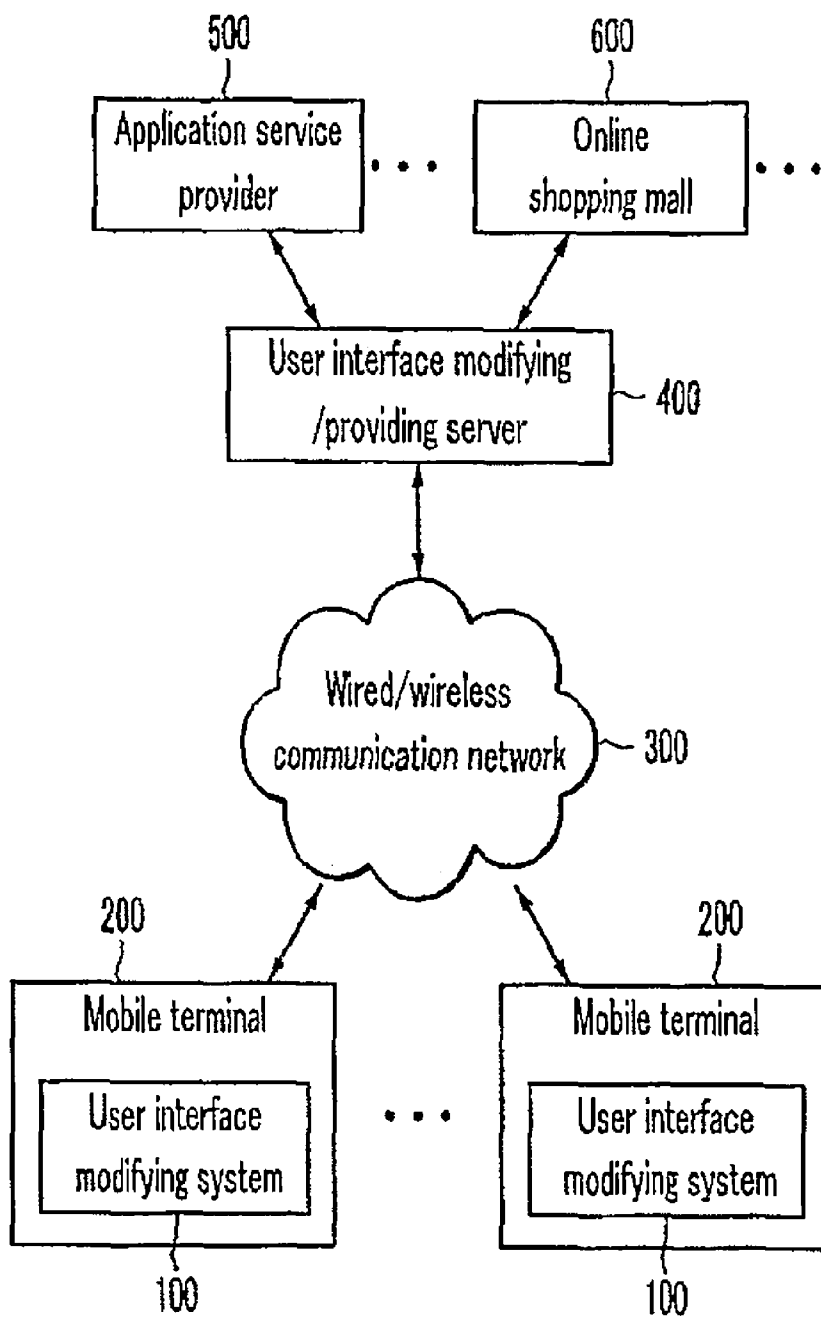 500
600
Application service
provider
Online
shopping mall
User interface modifying
/providing server
400
Wired/wireless
communication network
300
200
200
Mobile terminal
Mobile terminal
User interface
modifying system
User interface
modifying system
100
100